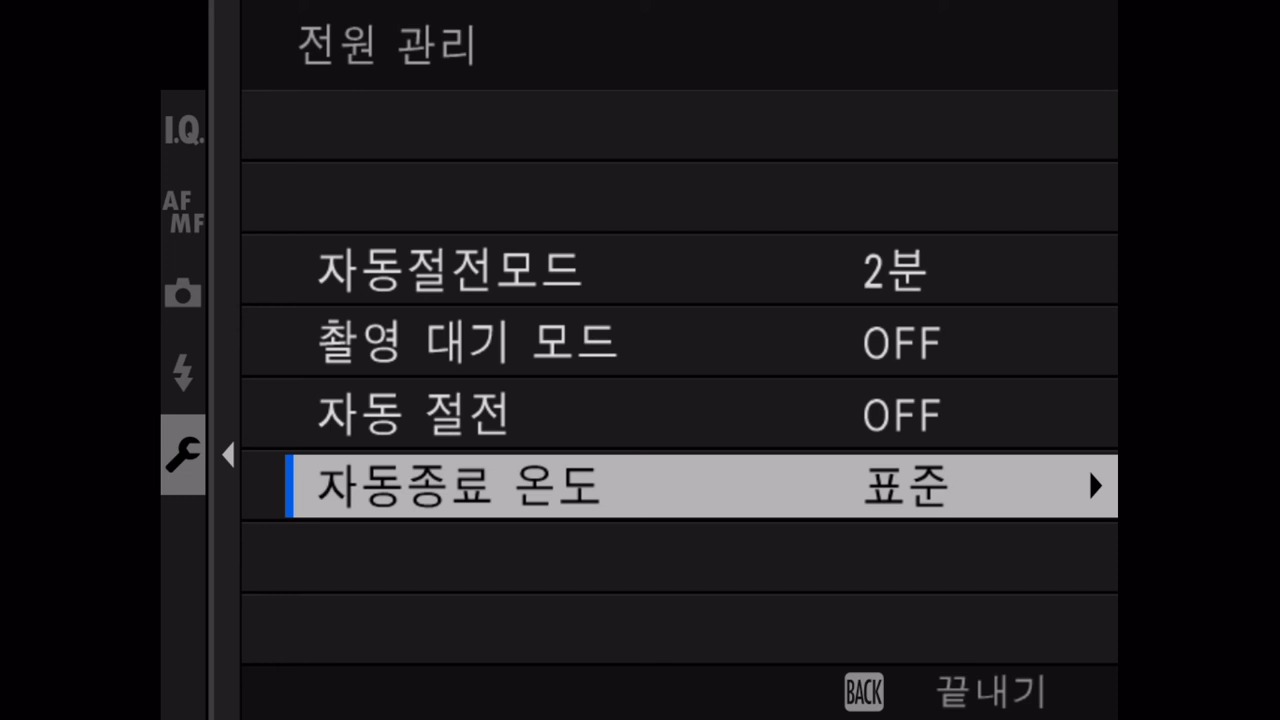 전원 관리
I.Q.
AF
MF
자동절전모드 2분
촬영 대기 모드 OFF
자동 절전 OFF
자동종료 온도 표준
BACK 끝내기